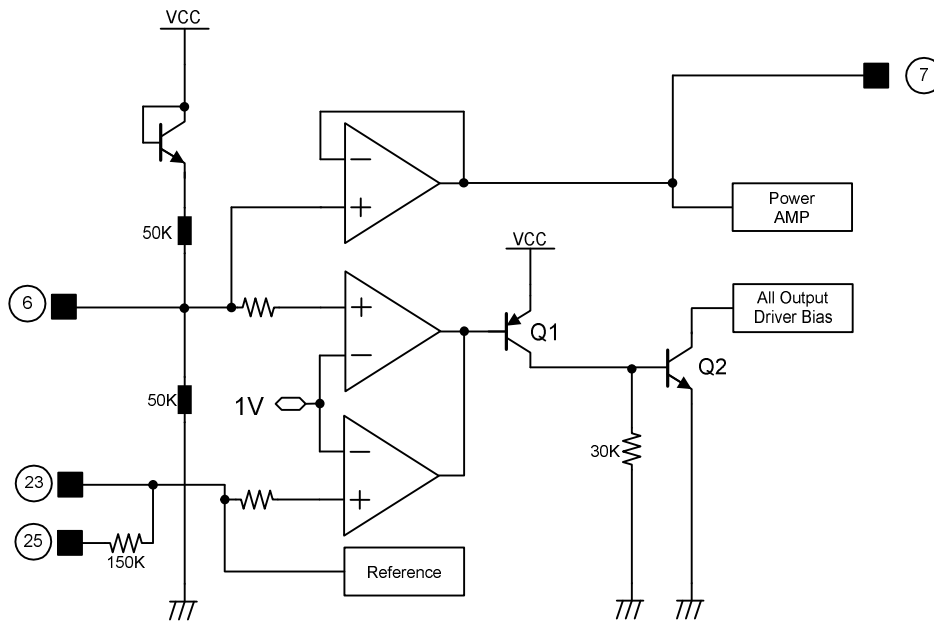 VCC
7
50K
Power
AMP
VCC
6
Q1
All Output
Driver Bias
Q2
50K
1V
30K
23
25
150K
Reference